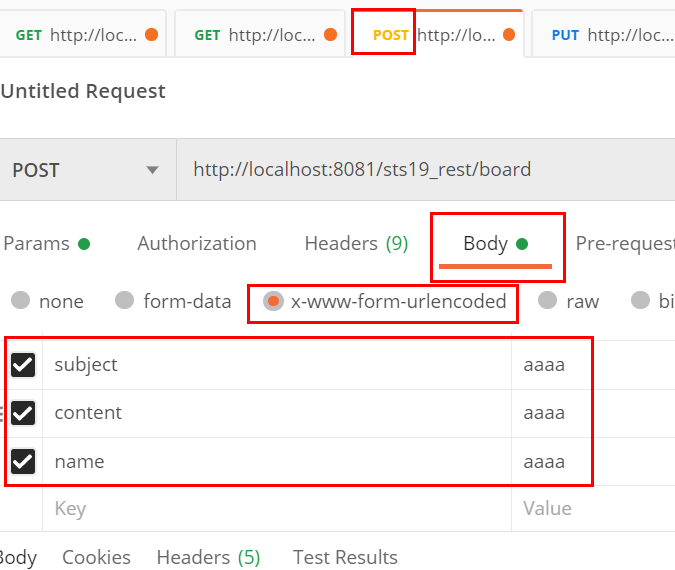 GET http://loc... GET http://loc... POST http://lo... PUT http://loc...
Untitled Request
POST http://localhost:8081/sts19_rest/board
Params Authorization Headers (9) Body Pre-request
none form-data x-www-form-urlencoded raw bi
subject aaaa
content aaaa
name aaaa
Key Value
Body Cookies Headers (5) Test Results